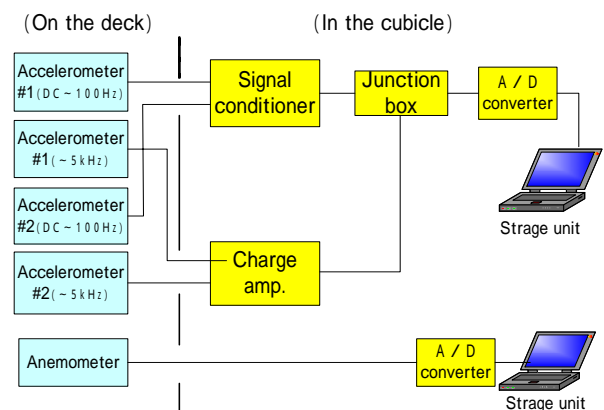 (On the deck)
(In the cubicle)
Accelerometer
#1(DC~100Hz)
Accelerometer
#1(~5kHz)
Accelerometer
#2(DC~100Hz)
Accelerometer
#2(~5kHz)
Anemometer
Signal
conditioner
Junction
box
A/D
converter
Strage unit
Charge
amp.
A/D
converter
Strage unit